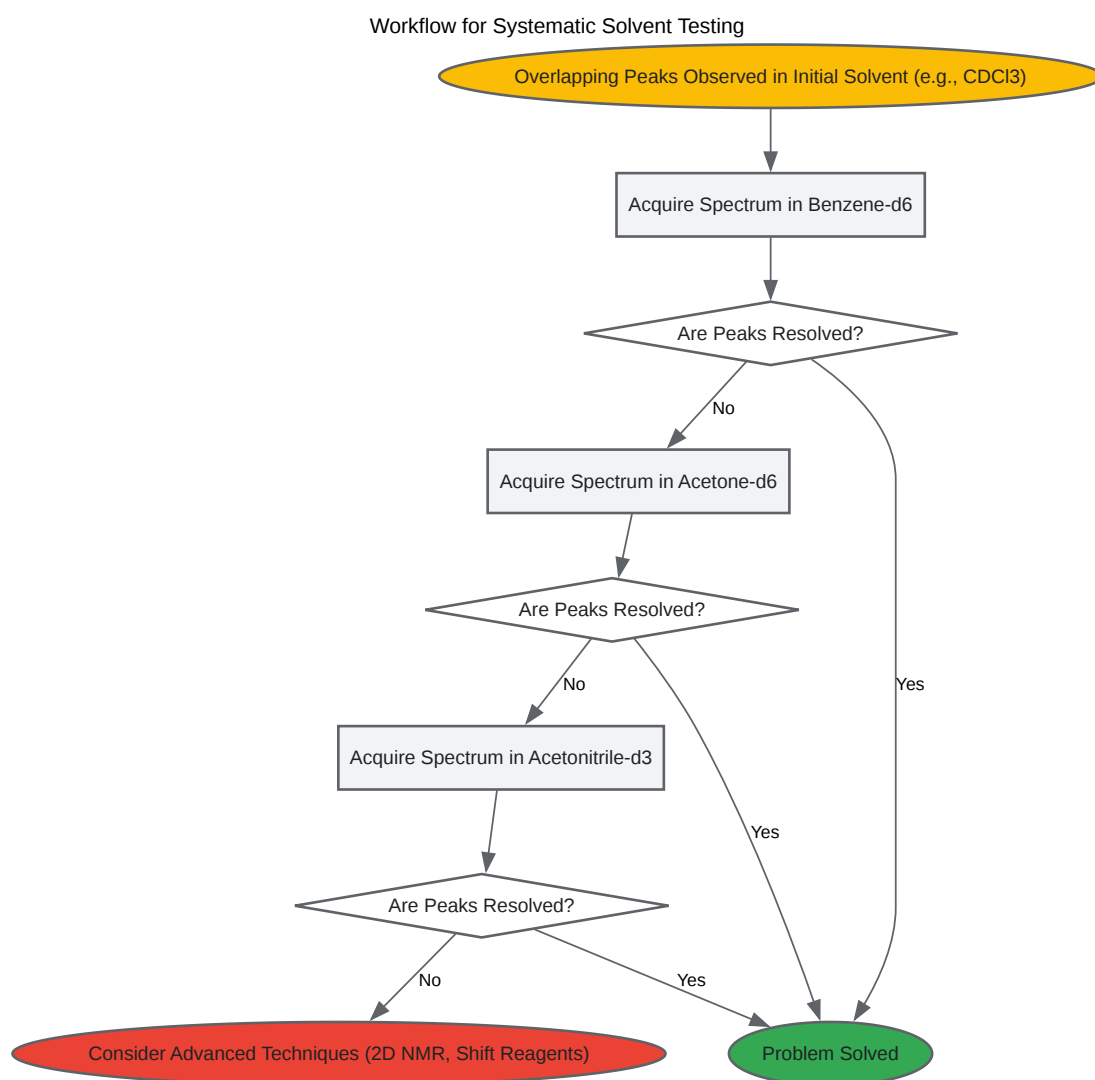 Workflow for Systematic Solvent Testing
Overlapping Peaks Observed in Initial Solvent (e.g., CDCl3)
Acquire Spectrum in Benzene-d6
Are Peaks Resolved?
No
Acquire Spectrum in Acetone-d6
Are Peaks Resolved?
No
Yes
Acquire Spectrum in Acetonitrile-d3
Yes
Are Peaks Resolved?
No
Yes
Consider Advanced Techniques (2D NMR, Shift Reagents)
Problem Solved